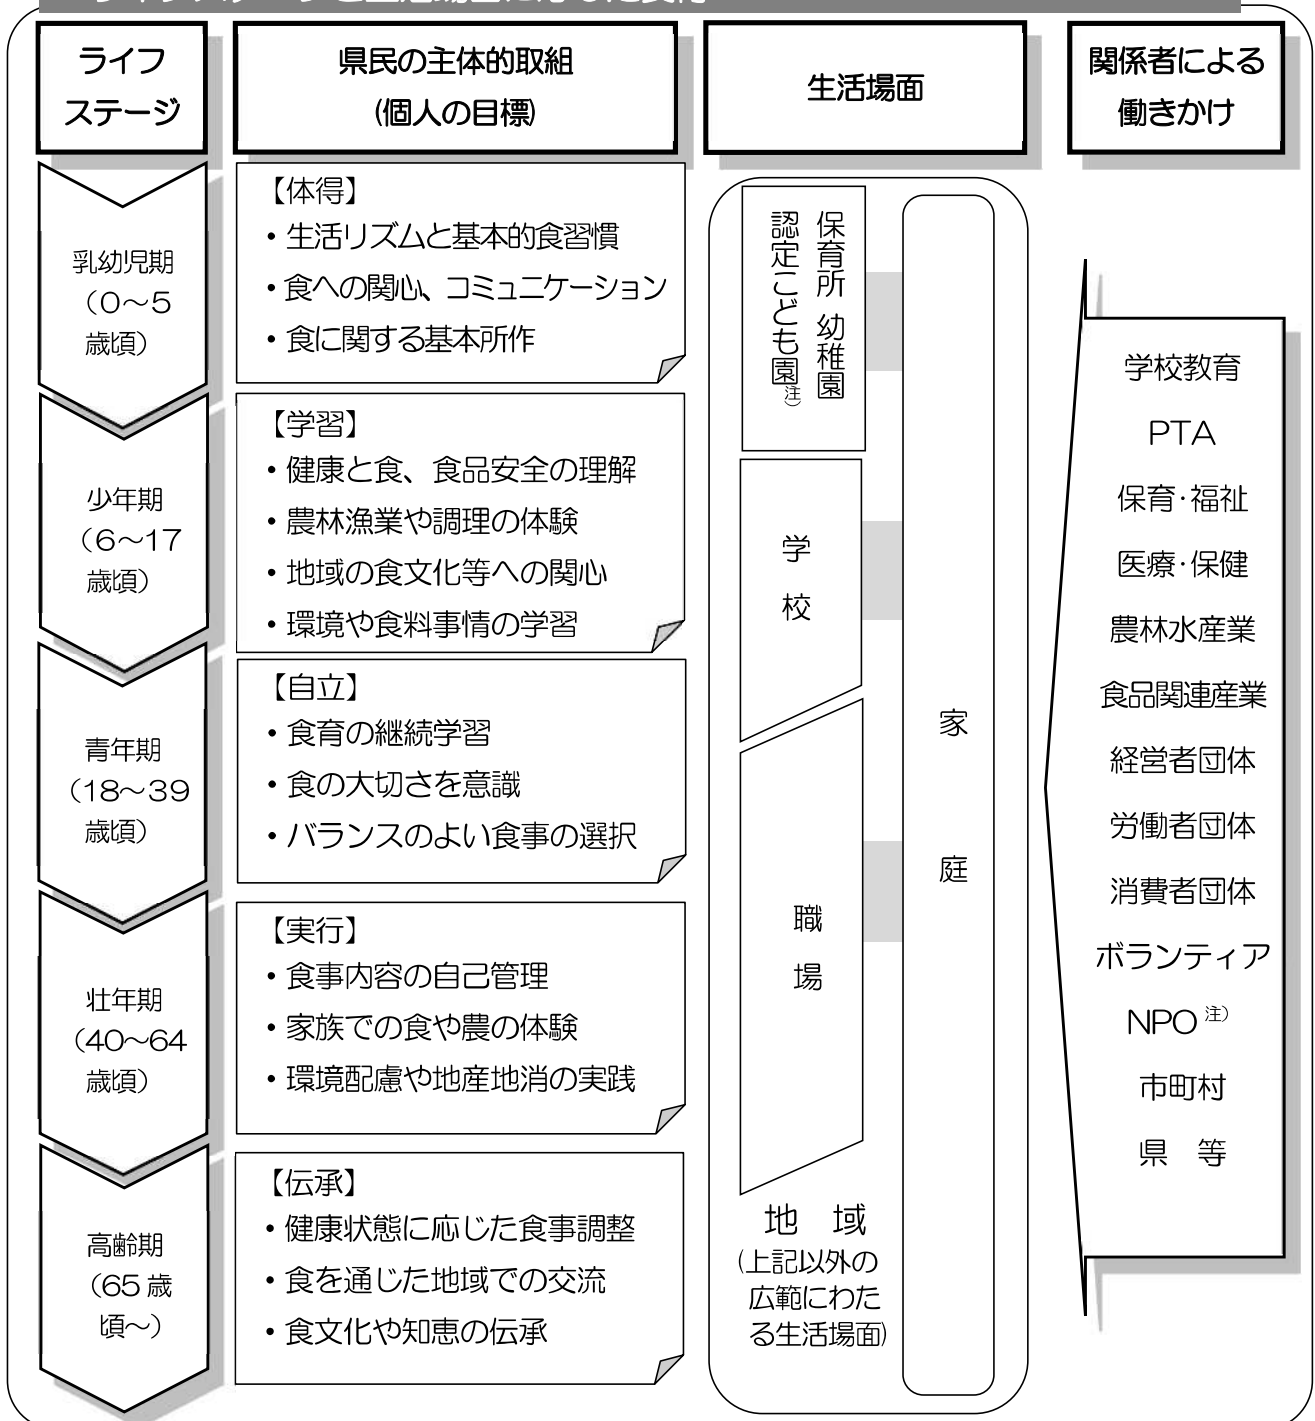 ライフ
ステージ
県民の主体的取組
(個人の目標)
生活場面
関係者による
働きかけ
乳幼児期
（０～５
歳頃）
【体得】
・生活リズムと基本的食習慣
・食への関心、コミュニケーション
・食に関する基本所作
少年期
（６～１７
歳頃）
【学習】
・健康と食、食品安全の理解
・農林漁業や調理の体験
・地域の食文化等への関心
・環境や食料事情の学習
青年期
（１８～３９
歳頃）
【自立】
・食育の継続学習
・食の大切さを意識
・バランスのよい食事の選択
壮年期
（４０～６４
歳頃）
【実行】
・食事内容の自己管理
・家族での食や農の体験
・環境配慮や地産地消の実践
高齢期
（６５歳
頃～）
【伝承】
・健康状態に応じた食事調整
・食を通じた地域での交流
・食文化や知恵の伝承
保育所 幼稚園
認定こども園注）
学校
職場
地　域
(上記以外の
広範にわた
る生活場面)
家庭
学校教育
PTA
保育・福祉
医療・保健
農林水産業
食品関連産業
経営者団体
労働者団体
消費者団体
ボランティア
NPO注）
市町村
県　等